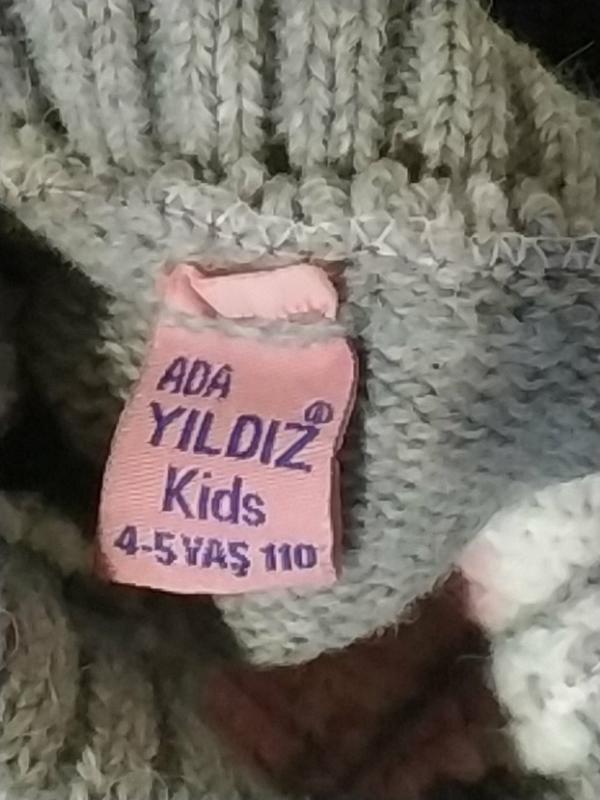 ADA
YILDIZ®
Kids
4-5 YAŞ 110